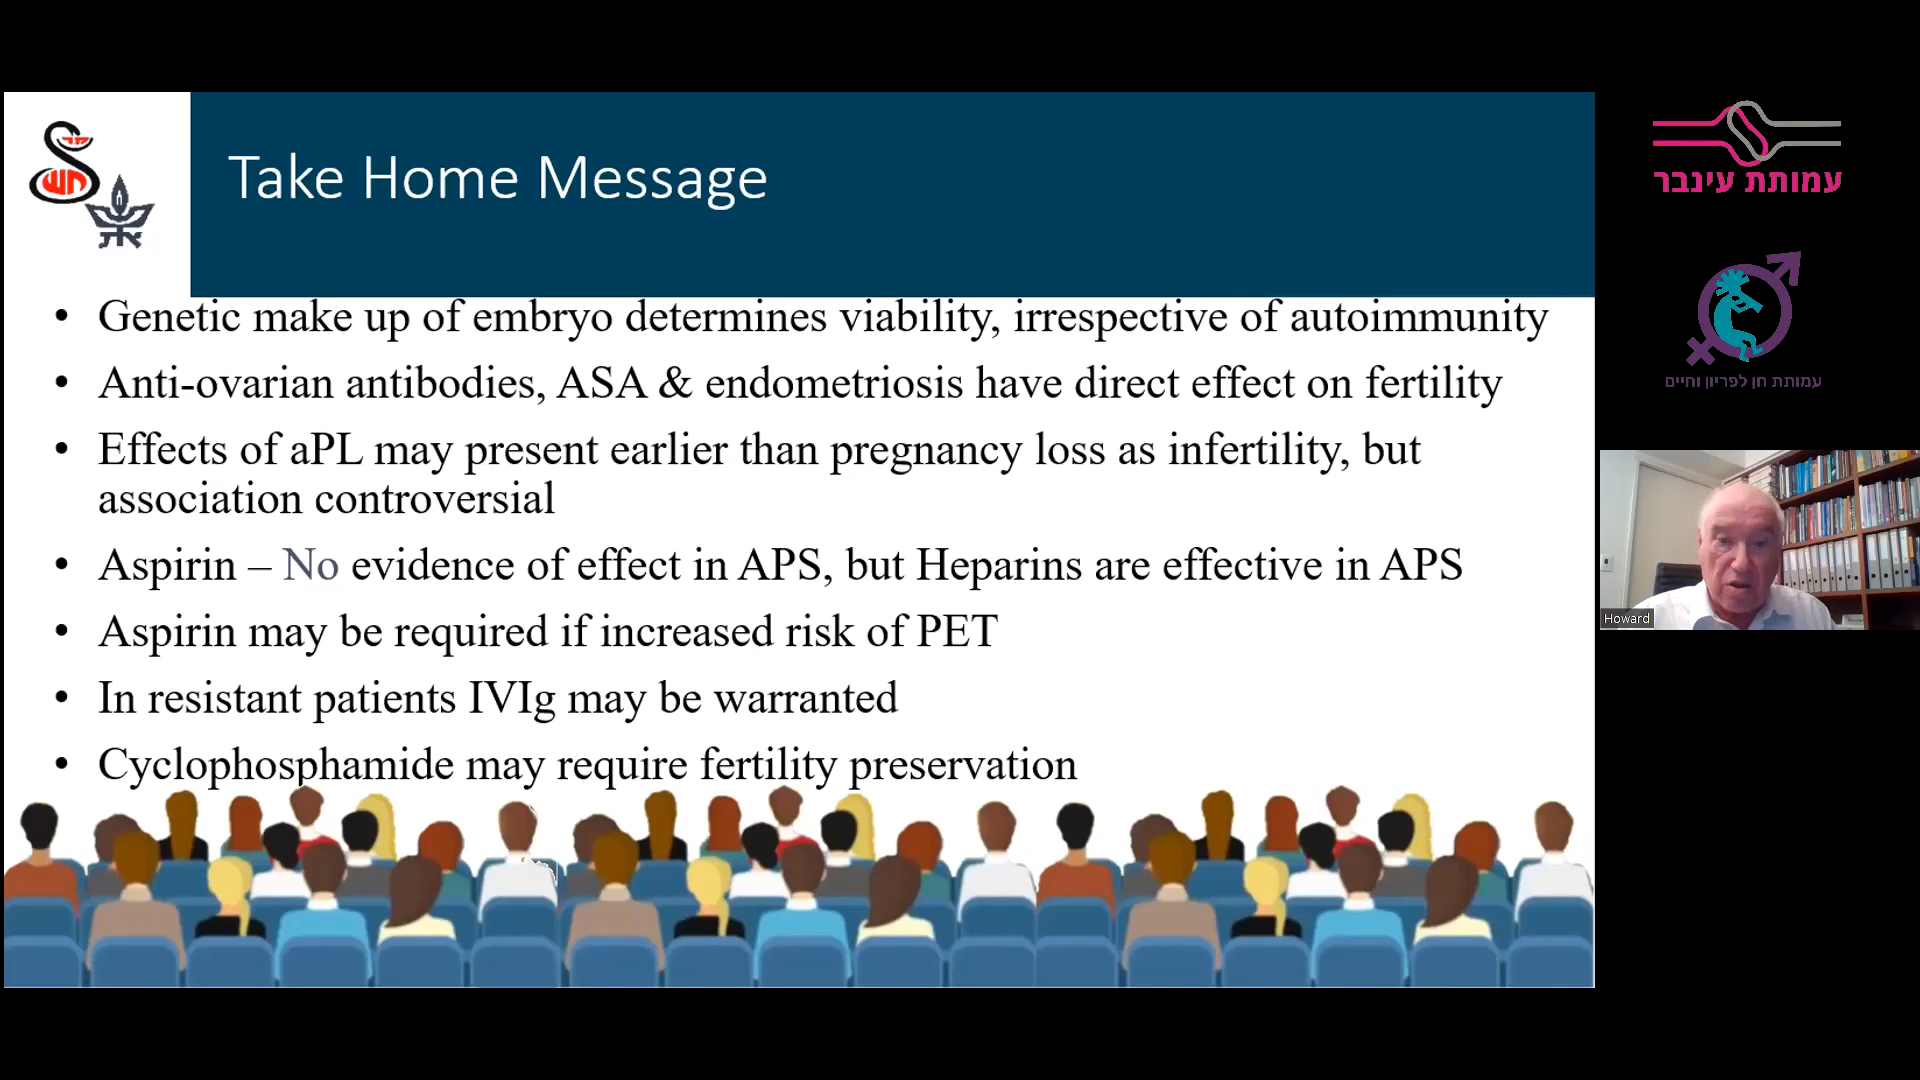 Take Home Message
• Genetic make up of embryo determines viability, irrespective of autoimmunity
• Anti-ovarian antibodies, ASA & endometriosis have direct effect on fertility
• Effects of aPL may present earlier than pregnancy loss as infertility, but
association controversial
• Aspirin – No evidence of effect in APS, but Heparins are effective in APS
• Aspirin may be required if increased risk of PET
• In resistant patients IVIg may be warranted
• Cyclophosphamide may require fertility preservation
עמותת עינבר
עמותת חן לפריון וחיים
Howard